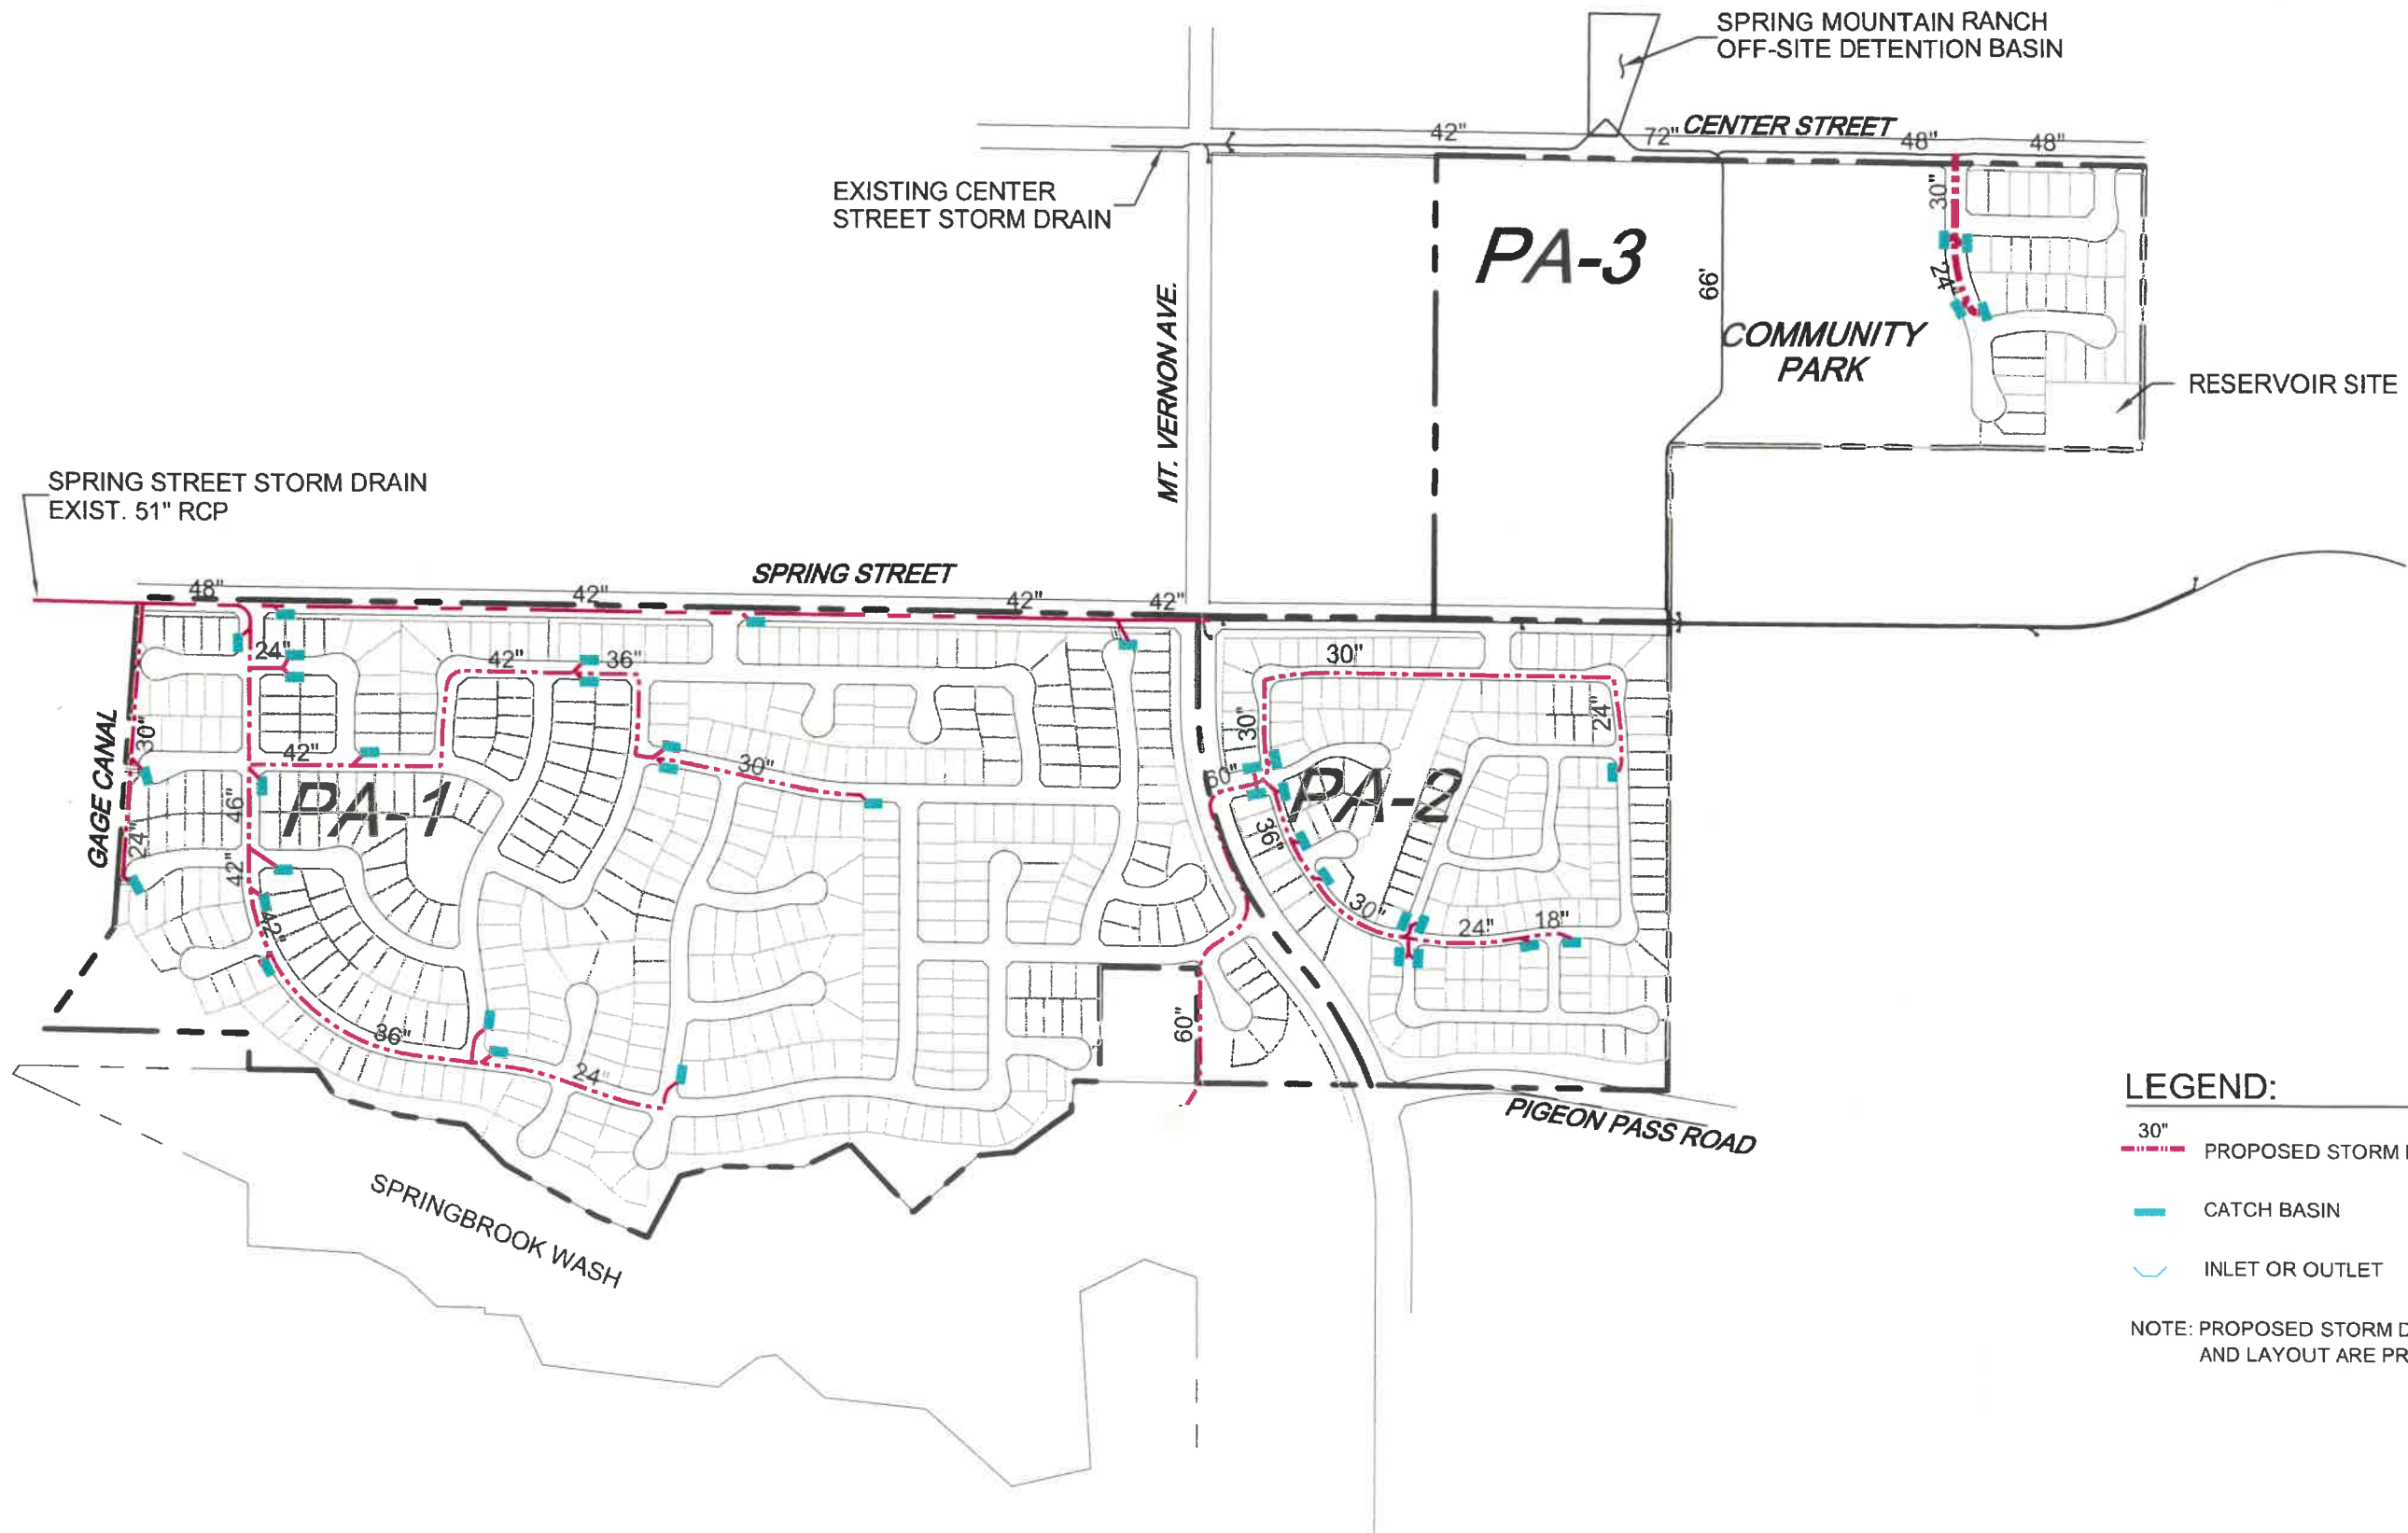 SPRING MOUNTAIN RANCH
OFF-SITE DETENTION BASIN
42"
72"
CENTER STREET
48"
48"
EXISTING CENTER
STREET STORM DRAIN
30"
PA-3
24"
66'
MT. VERNON AVE.
COMMUNITY
PARK
RESERVOIR SITE
SPRING STREET STORM DRAIN
EXIST. 51" RCP
SPRING STREET
48"
42"
42"
42"
24"
42"
36"
30"
GAGE CANAL
30"
42"
30"
30"
24"
60"
PA-1
46"
PA-2
24"
42"
36"
42"
30"
24"
18"
36"
60"
24"
PIGEON PASS ROAD
SPRINGBROOK WASH
LEGEND:
30"
PROPOSED STORM
CATCH BASIN
INLET OR OUTLET
NOTE: PROPOSED STORM D
AND LAYOUT ARE PR